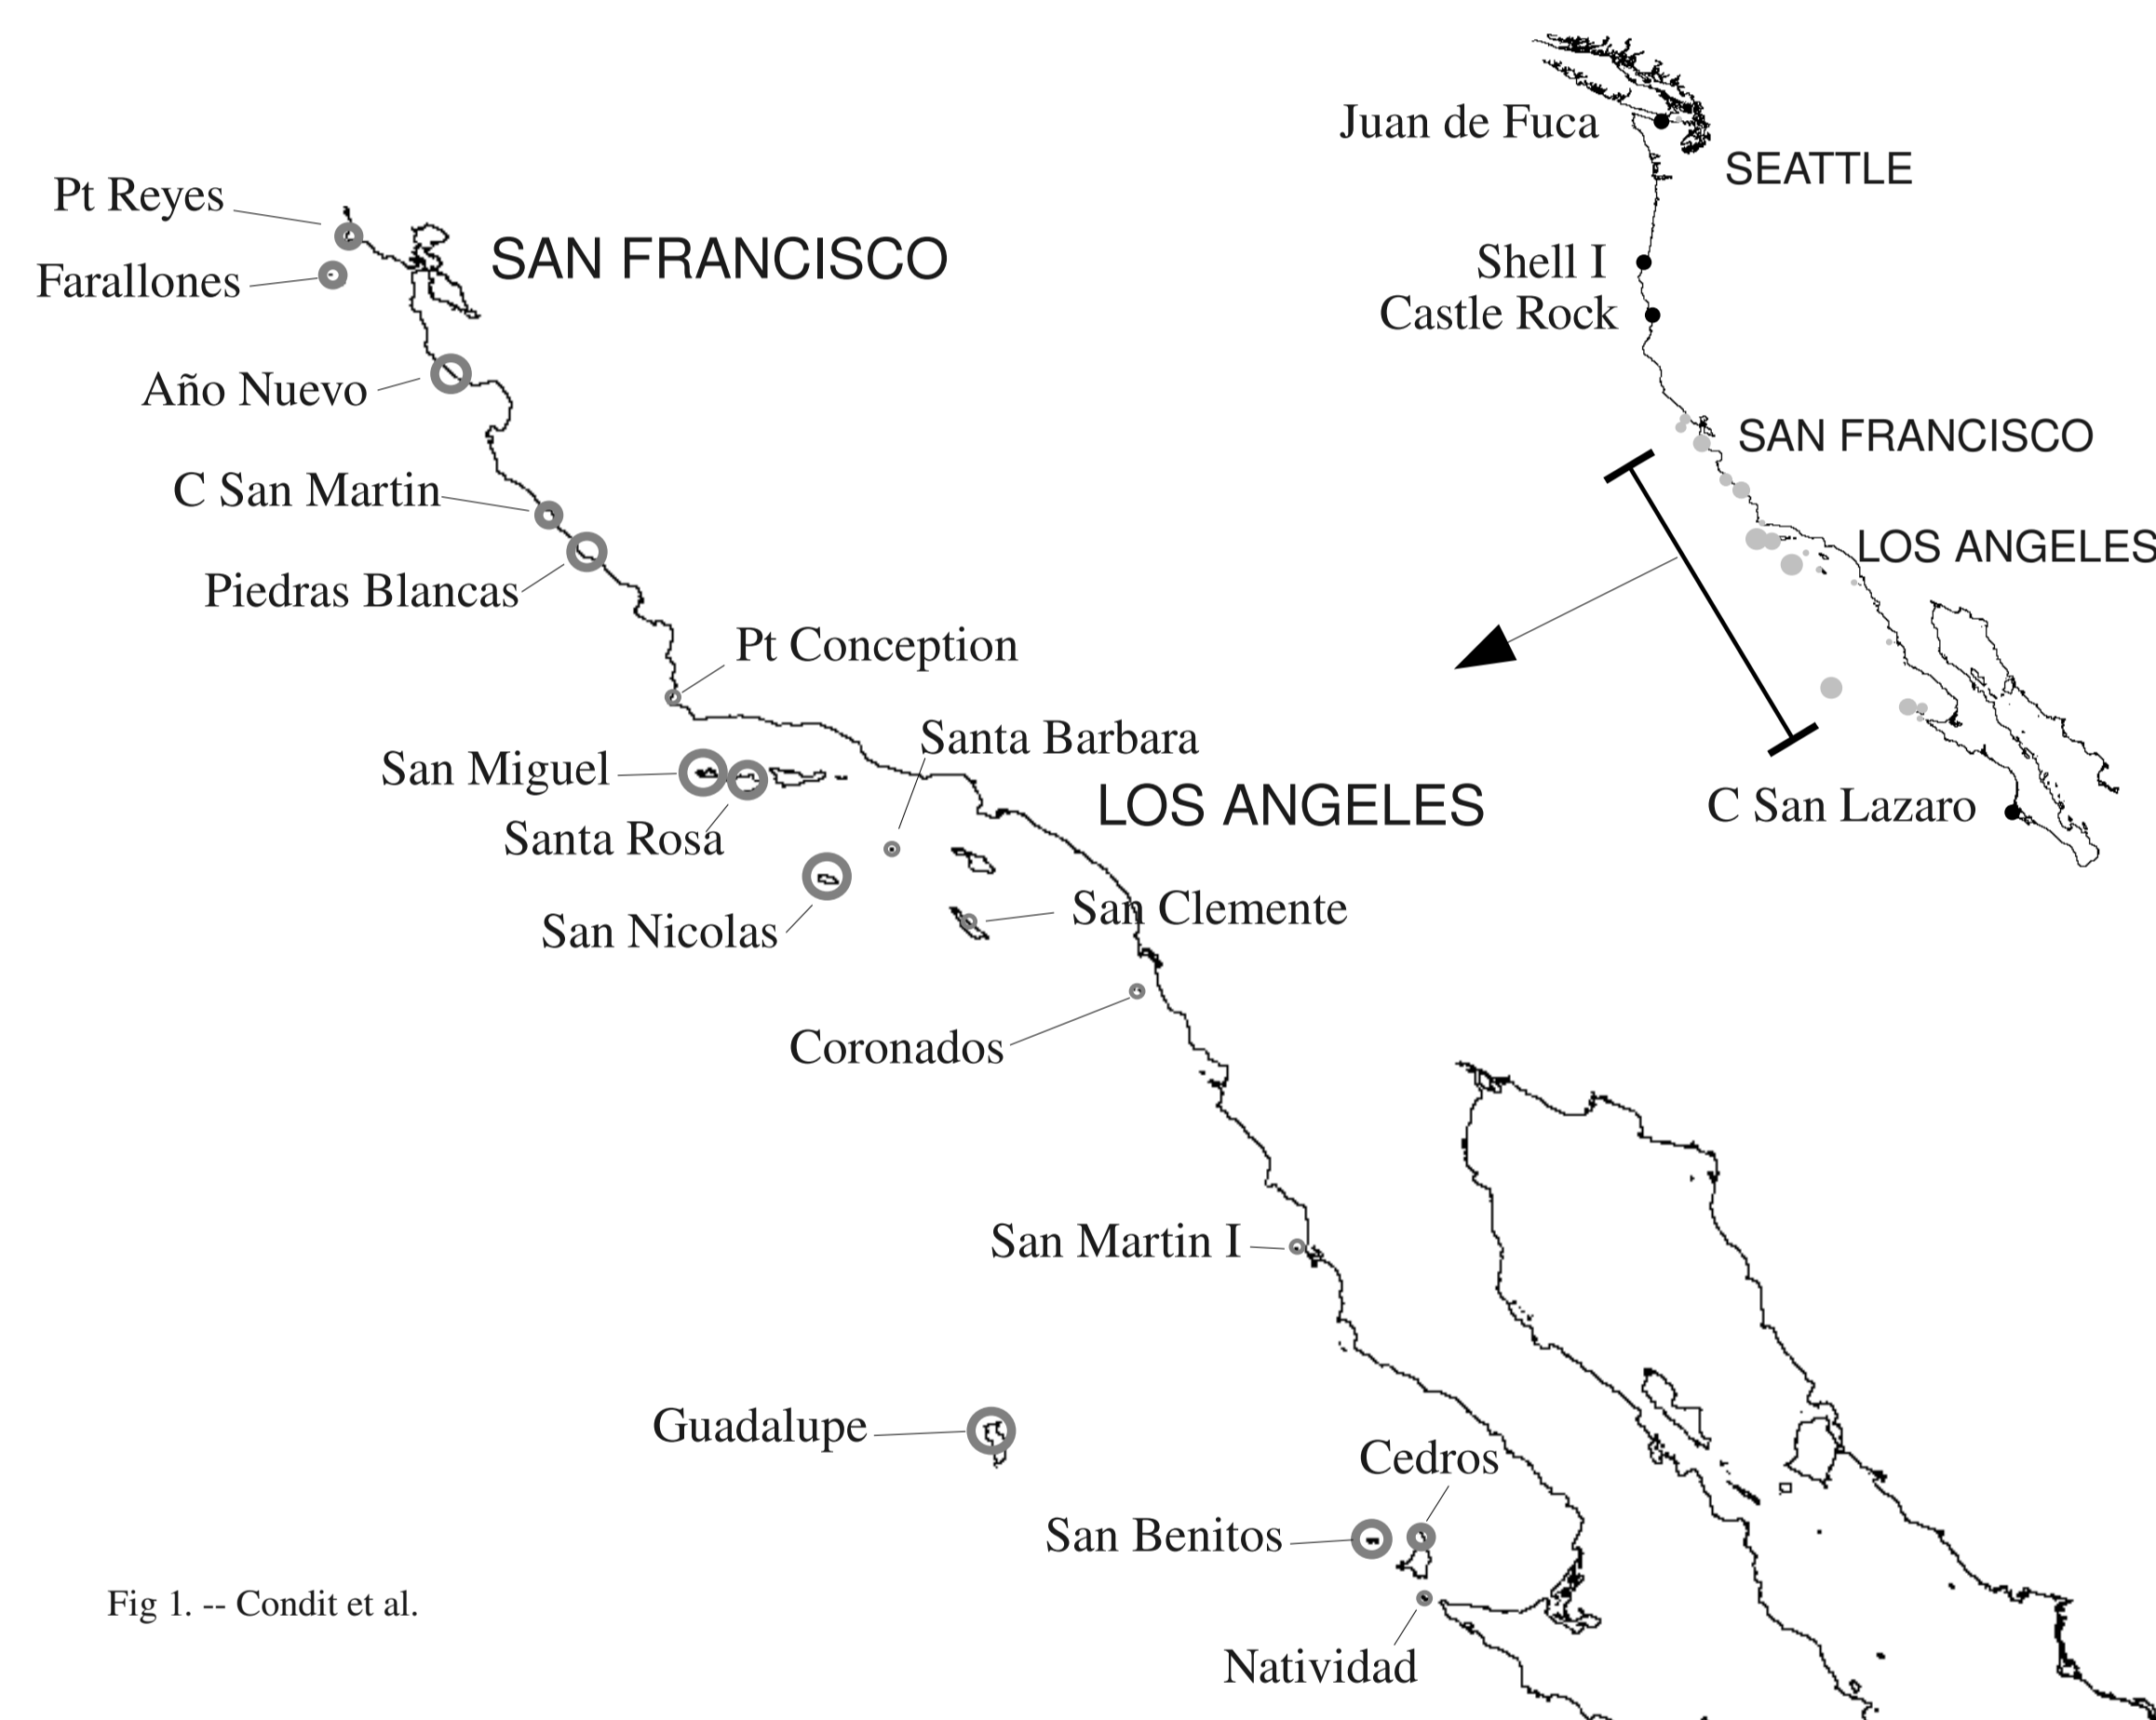 Juan de Fuca
SEATTLE
Pt Reyes
SAN FRANCISCO
Farallones
Shell I
Castle Rock
Año Nuevo
SAN FRANCISCO
C San Martin
LOS ANGELES
Piedras Blancas
Pt Conception
Santa Barbara
San Miguel
LOS ANGELES
C San Lazaro
Santa Rosa
San Clemente
San Nicolas
Coronados
San Martin I
Guadalupe
Cedros
San Benitos
Fig 1. -- Condit et al.
Natividad